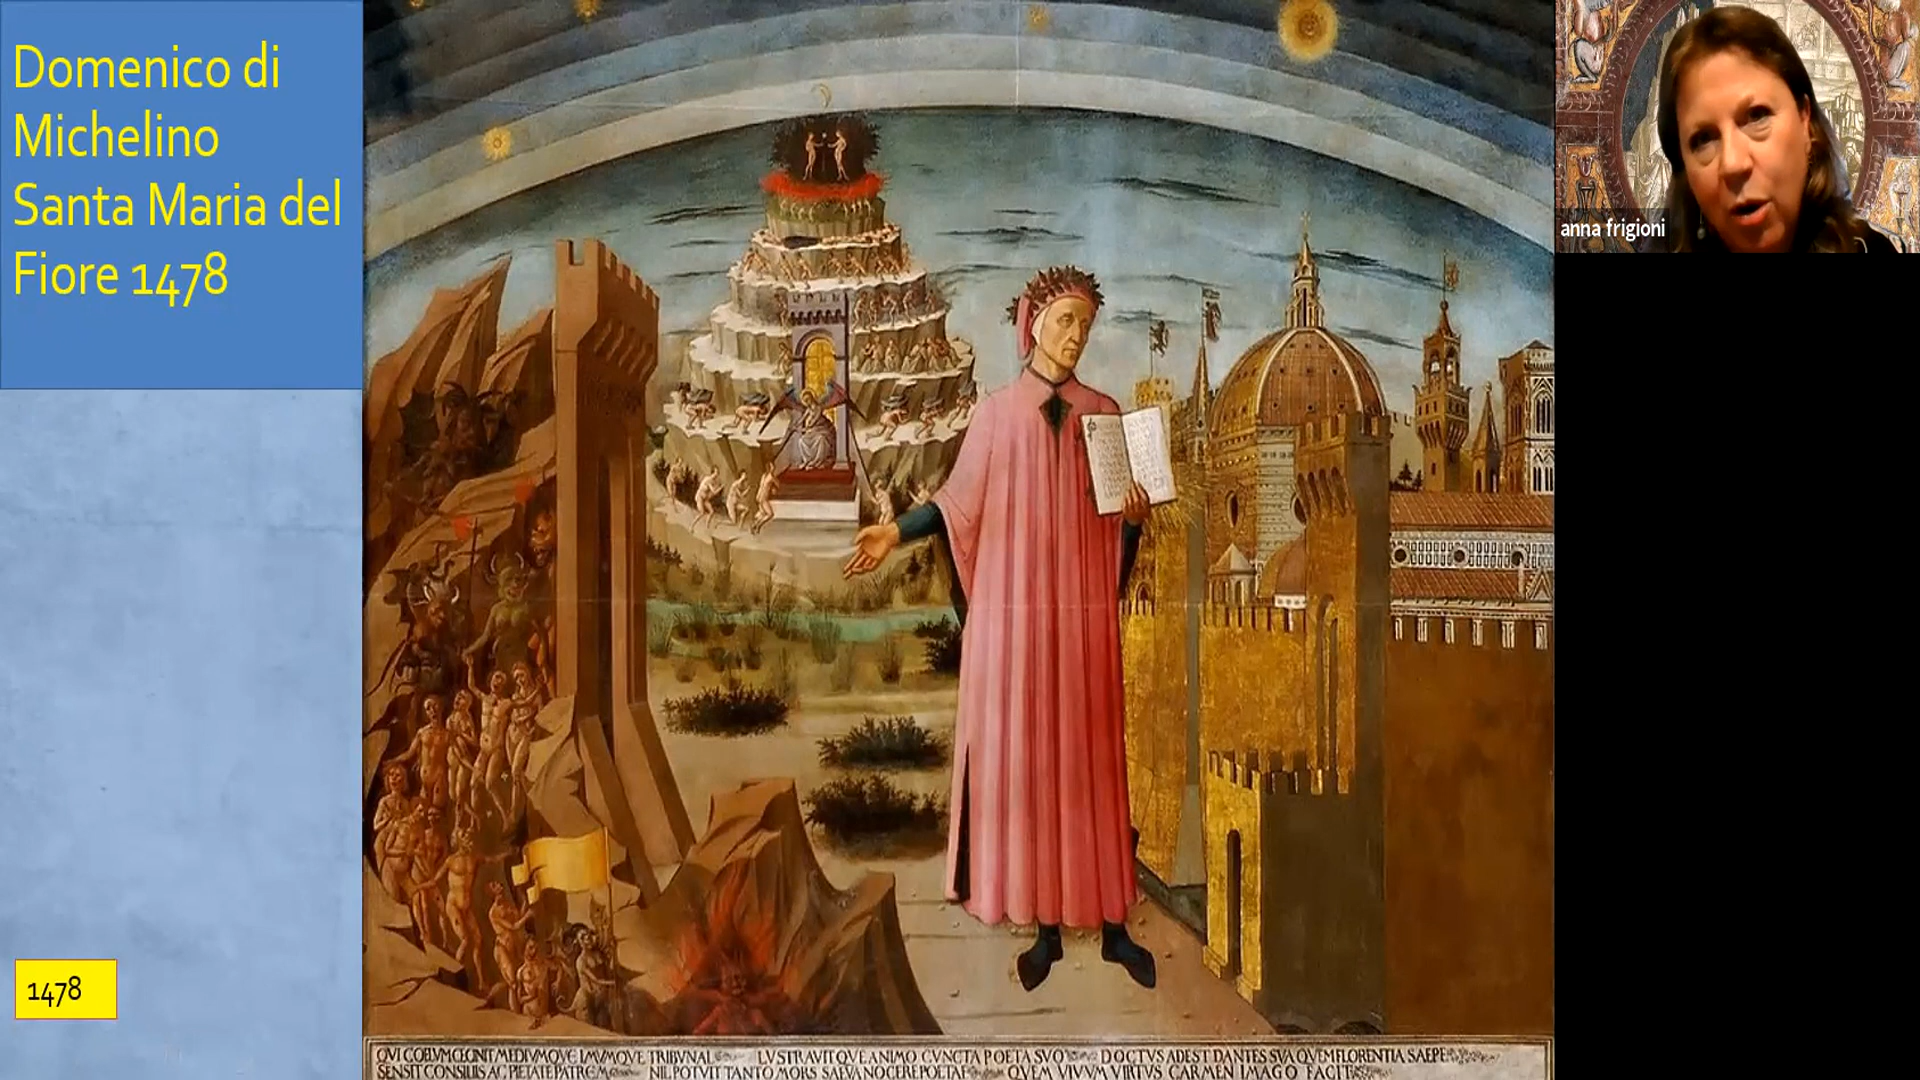 Domenico di
Michelino
Santa Maria del
Fiore 1478
anna frigioni
1478
QVI COELVM CECINIT MEDIVMQVE IMVMQVE TRIBVNAL LVSTRAVITQVE ANIMO CVNCTA POETA SVO DOCTVS ADEST DANTES SVA QVEM FLORENTIA SAEPE
SENSIT CONSILIIS AC PIETATE PATREM NIL POTVIT TANTO MORS SAEVA NOCERE POETAE QVEM VIVVM VIRTVS CARMEN IMAGO FACIT